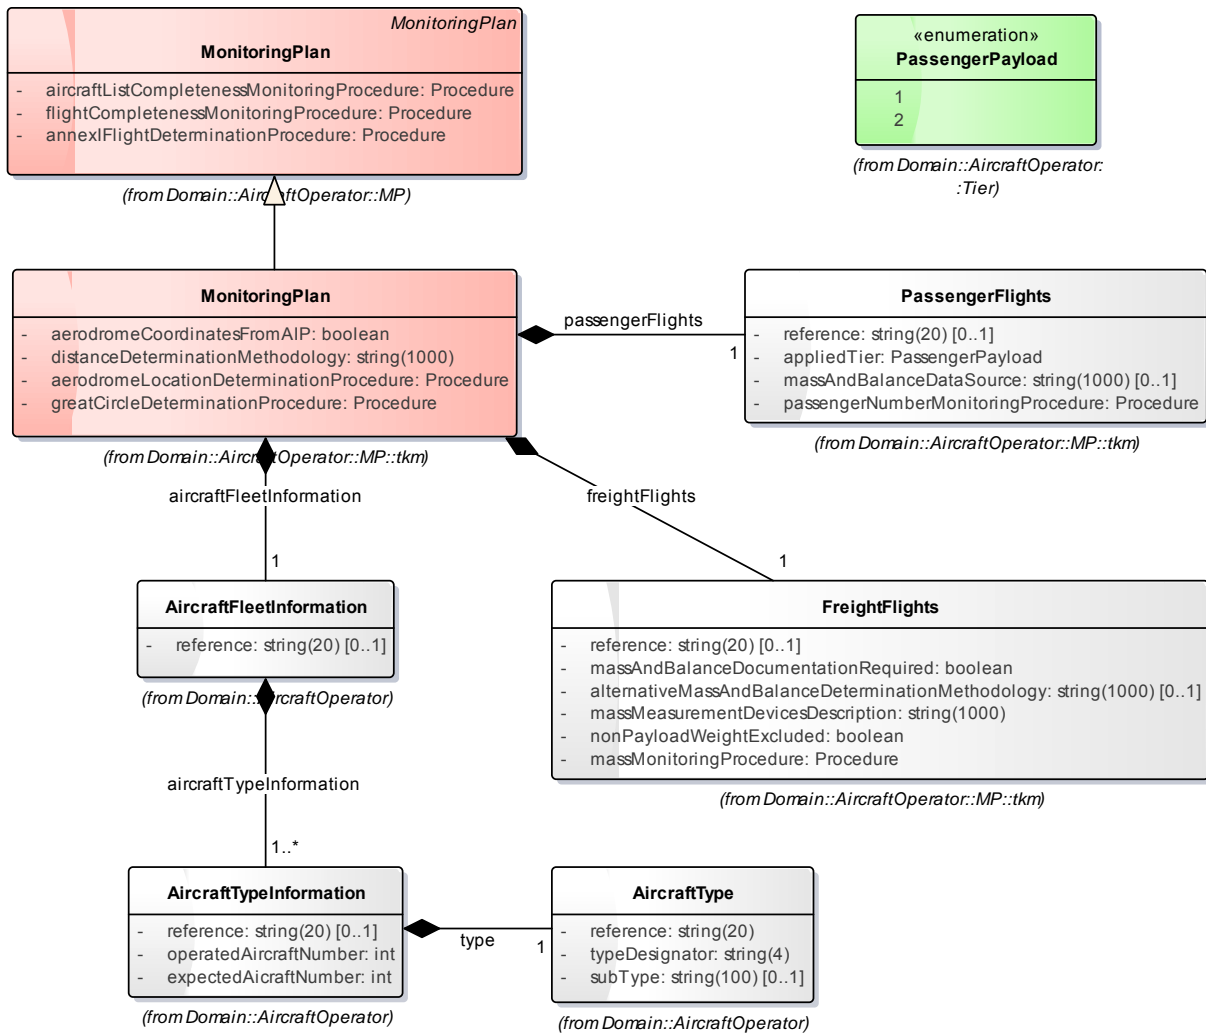 MonitoringPlan
MonitoringPlan
- aircraftListCompletenessMonitoringProcedure: Procedure
- flightCompletenessMonitoringProcedure: Procedure
- annexIFlightDeterminationProcedure: Procedure
(from Domain::AircraftOperator::MP)
«enumeration»
PassengerPayload
1
2
(from Domain::AircraftOperator:
:Tier)
MonitoringPlan
- aerodromeCoordinatesFromAIP: boolean
- distanceDeterminationMethodology: string(1000)
- aerodromeLocationDeterminationProcedure: Procedure
- greatCircleDeterminationProcedure: Procedure
(from Domain::AircraftOperator::MP::tkm)
passengerFlights
1
PassengerFlights
- reference: string(20) [0..1]
- appliedTier: PassengerPayload
- massAndBalanceDataSource: string(1000) [0..1]
- passengerNumberMonitoringProcedure: Procedure
(from Domain::AircraftOperator::MP::tkm)
aircraftFleetInformation
1
freightFlights
1
AircraftFleetInformation
- reference: string(20) [0..1]
(from Domain::AircraftOperator)
FreightFlights
- reference: string(20) [0..1]
- massAndBalanceDocumentationRequired: boolean
- alternativeMassAndBalanceDeterminationMethodology: string(1000) [0..1]
- massMeasurementDevicesDescription: string(1000)
- nonPayloadWeightExcluded: boolean
- massMonitoringProcedure: Procedure
(from Domain::AircraftOperator::MP::tkm)
aircraftTypeInformation
1..*
AircraftTypeInformation
- reference: string(20) [0..1]
- operatedAircraftNumber: int
- expectedAicraftNumber: int
(from Domain::AircraftOperator)
type
1
AircraftType
- reference: string(20)
- typeDesignator: string(4)
- subType: string(100) [0..1]
(from Domain::AircraftOperator)